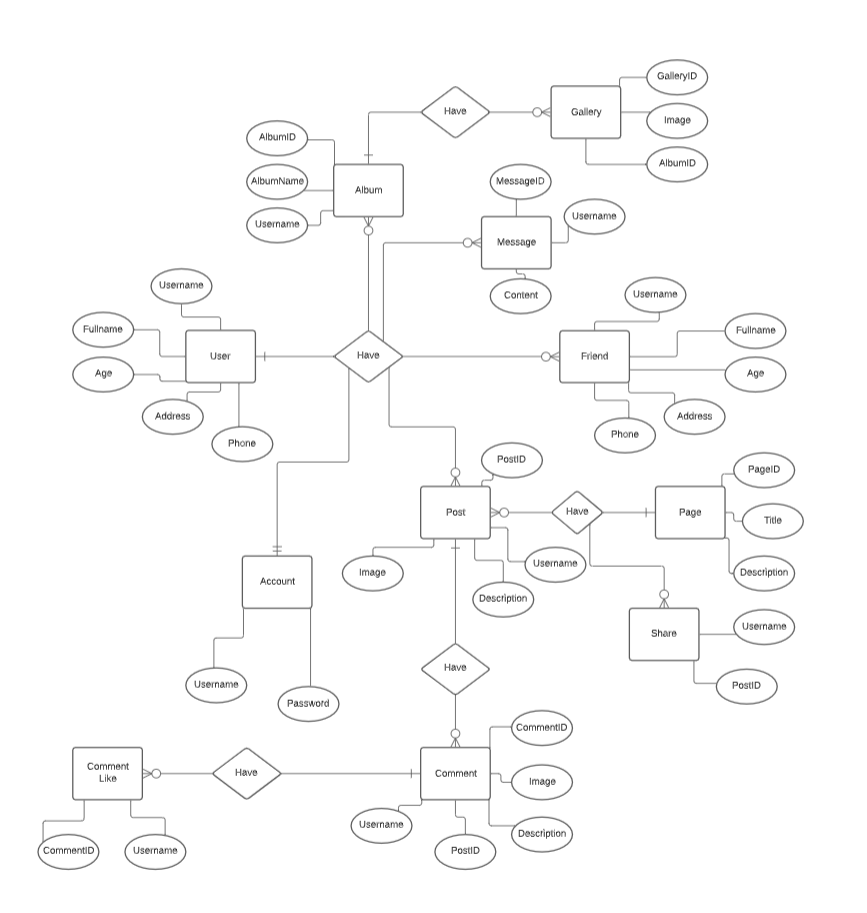 GalleryID
Have
Gallery
Image
AlbumID
AlbumID
AlbumName
Album
Username
MessageID
Username
Message
Content
Username
Username
Fullname
User
Age
Address
Phone
Have
Friend
Fullname
Age
Address
Phone
PostID
PageID
Post
Have
Page
Title
Image
Username
Description
Description
Account
Share
Username
PostID
Username
Password
Have
CommentID
Comment
Like
Have
Comment
Image
Username
Description
CommentID
Username
PostID